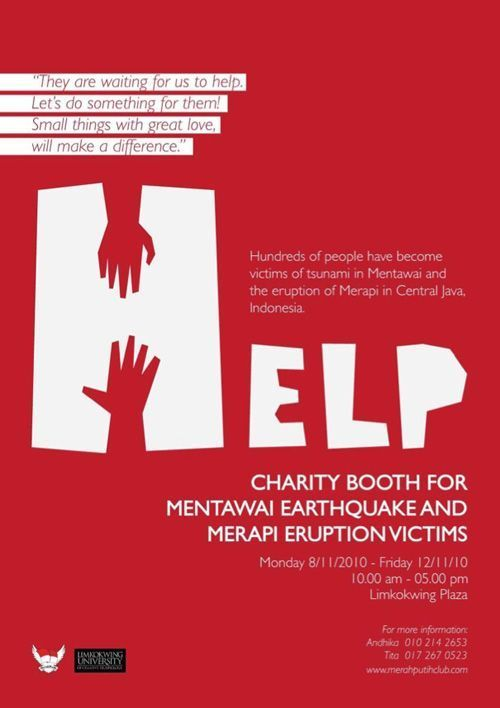 “They are waiting for us to help.
Let's do something for them!
Small things with great love,
will make a difference.”
Hundreds of people have become
victims of tsunami in Mentawai and
the eruption of Merapi in Central Java,
Indonesia.
HELP
CHARITY BOOTH FOR
MENTAWAI EARTHQUAKE AND
MERAPI ERUPTION VICTIMS
Monday 8/11/2010 - Friday 12/11/10
10.00 am - 05.00 pm
Limkokwing Plaza
For more information:
Andhika 010 214 2653
Tita 017 267 0523
www.merahputihclub.com
LIMKOKWING
UNIVERSITY
OF CREATIVE TECHNOLOGY